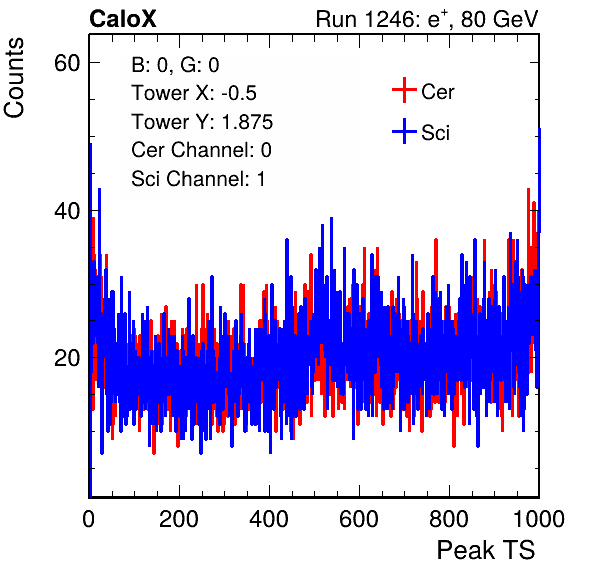 CaloX Run 1246: e⁺, 80 GeV
Counts
60
40
20
B: 0, G: 0
Tower X: -0.5
Tower Y: 1.875
Cer Channel: 0
Sci Channel: 1
Cer
Sci
0 200 400 600 800 1000
Peak TS